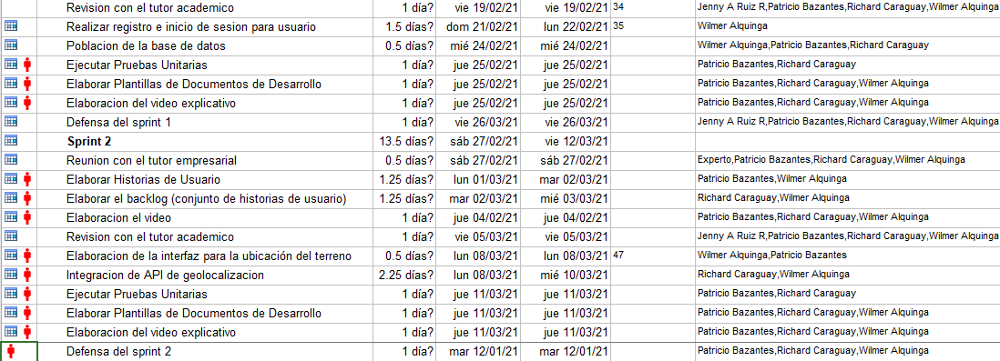 Revision con el tutor academico 1 día? vie 19/02/21 vie 19/02/21 34 Jenny A Ruiz R,Patricio Bazantes,Richard Caraguay,Wilmer Alquinga
Realizar registro e inicio de sesion para usuario 1.5 días? dom 21/02/21 lun 22/02/21 35 Wilmer Alquinga
Poblacion de la base de datos 0.5 días? mié 24/02/21 mié 24/02/21 Wilmer Alquinga,Patricio Bazantes,Richard Caraguay
Ejecutar Pruebas Unitarias 1 día? jue 25/02/21 jue 25/02/21 Patricio Bazantes,Richard Caraguay
Elaborar Plantillas de Documentos de Desarrollo 1 día? jue 25/02/21 jue 25/02/21 Patricio Bazantes,Richard Caraguay,Wilmer Alquinga
Elaboracion del video explicativo 1 día? jue 25/02/21 jue 25/02/21 Patricio Bazantes,Richard Caraguay,Wilmer Alquinga
Defensa del sprint 1 1 día? vie 26/03/21 vie 26/03/21 Jenny A Ruiz R,Patricio Bazantes,Richard Caraguay,Wilmer Alquinga
Sprint 2 13.5 días? sáb 27/02/21 vie 12/03/21
Reunion con el tutor empresarial 0.5 días? sáb 27/02/21 sáb 27/02/21 Experto,Patricio Bazantes,Richard Caraguay,Wilmer Alquinga
Elaborar Historias de Usuario 1.25 días? lun 01/03/21 mar 02/03/21 Patricio Bazantes,Wilmer Alquinga
Elaborar el backlog (conjunto de historias de usuario) 1.25 días? mar 02/03/21 mié 03/03/21 Richard Caraguay,Wilmer Alquinga
Elaboracion el video 1 día? jue 04/02/21 jue 04/02/21 Patricio Bazantes,Richard Caraguay,Wilmer Alquinga
Revision con el tutor academico 1 día? vie 05/03/21 vie 05/03/21 Jenny A Ruiz R,Patricio Bazantes,Richard Caraguay,Wilmer Alquinga
Elaboracion de la interfaz para la ubicación del terreno 0.5 días? lun 08/03/21 lun 08/03/21 47 Wilmer Alquinga,Patricio Bazantes
Integracion de API de geolocalizacion 2.25 días? lun 08/03/21 mié 10/03/21 Richard Caraguay,Wilmer Alquinga
Ejecutar Pruebas Unitarias 1 día? jue 11/03/21 jue 11/03/21 Patricio Bazantes,Richard Caraguay
Elaborar Plantillas de Documentos de Desarrollo 1 día? jue 11/03/21 jue 11/03/21 Patricio Bazantes,Richard Caraguay,Wilmer Alquinga
Elaboracion del video explicativo 1 día? jue 11/03/21 jue 11/03/21 Patricio Bazantes,Richard Caraguay,Wilmer Alquinga
Defensa del sprint 2 1 día? mar 12/01/21 mar 12/01/21 Patricio Bazantes,Richard Caraguay,Wilmer Alquinga